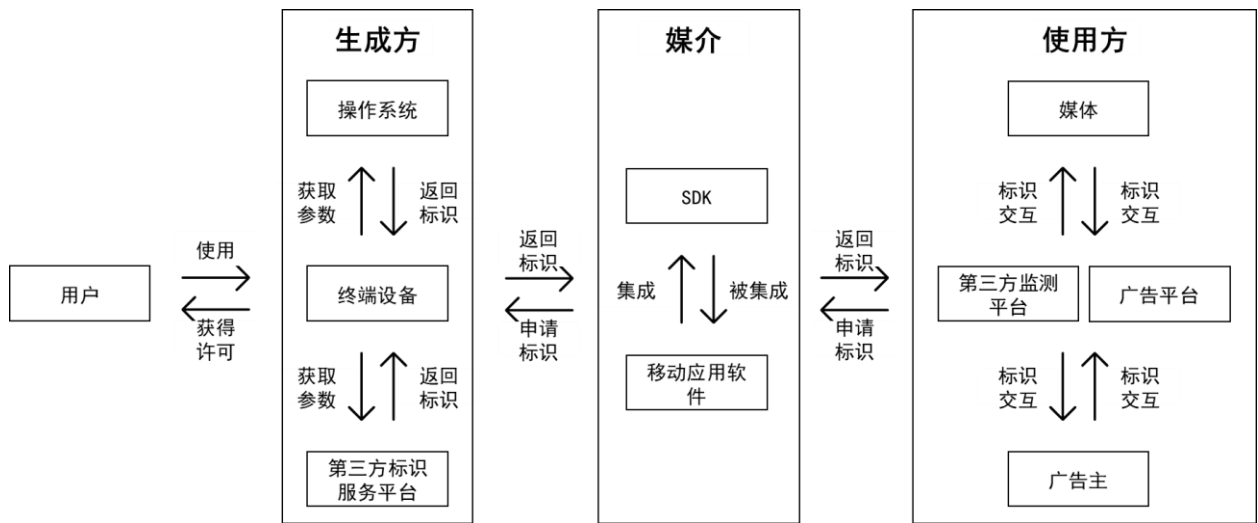 生成方
媒介
使用方
操作系统
媒体
SDK
获取
参数
返回
标识
标识
交互
标识
交互
使用
返回
标识
返回
标识
用户
终端设备
集成
被集成
第三方监测
平台
广告平台
获得
许可
申请
标识
申请
标识
获取
参数
返回
标识
移动应用软
件
标识
交互
标识
交互
第三方标识
服务平台
广告主